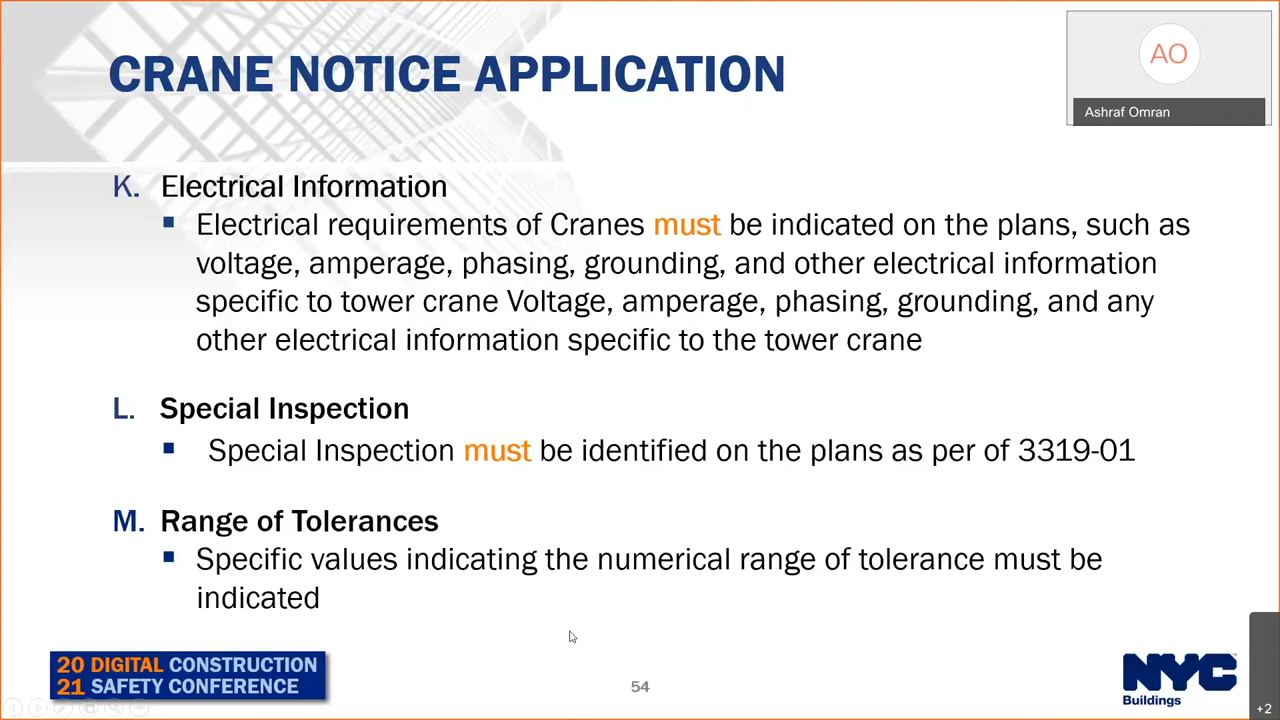 CRANE NOTICE APPLICATION
AO
Ashraf Omran
K. Electrical Information
▪ Electrical requirements of Cranes must be indicated on the plans, such as
voltage, amperage, phasing, grounding, and other electrical information
specific to tower crane Voltage, amperage, phasing, grounding, and any
other electrical information specific to the tower crane
L. Special Inspection
▪ Special Inspection must be identified on the plans as per of 3319-01
M. Range of Tolerances
▪ Specific values indicating the numerical range of tolerance must be
indicated
20 DIGITAL CONSTRUCTION
21 SAFETY CONFERENCE
54
NYC
Buildings
+2